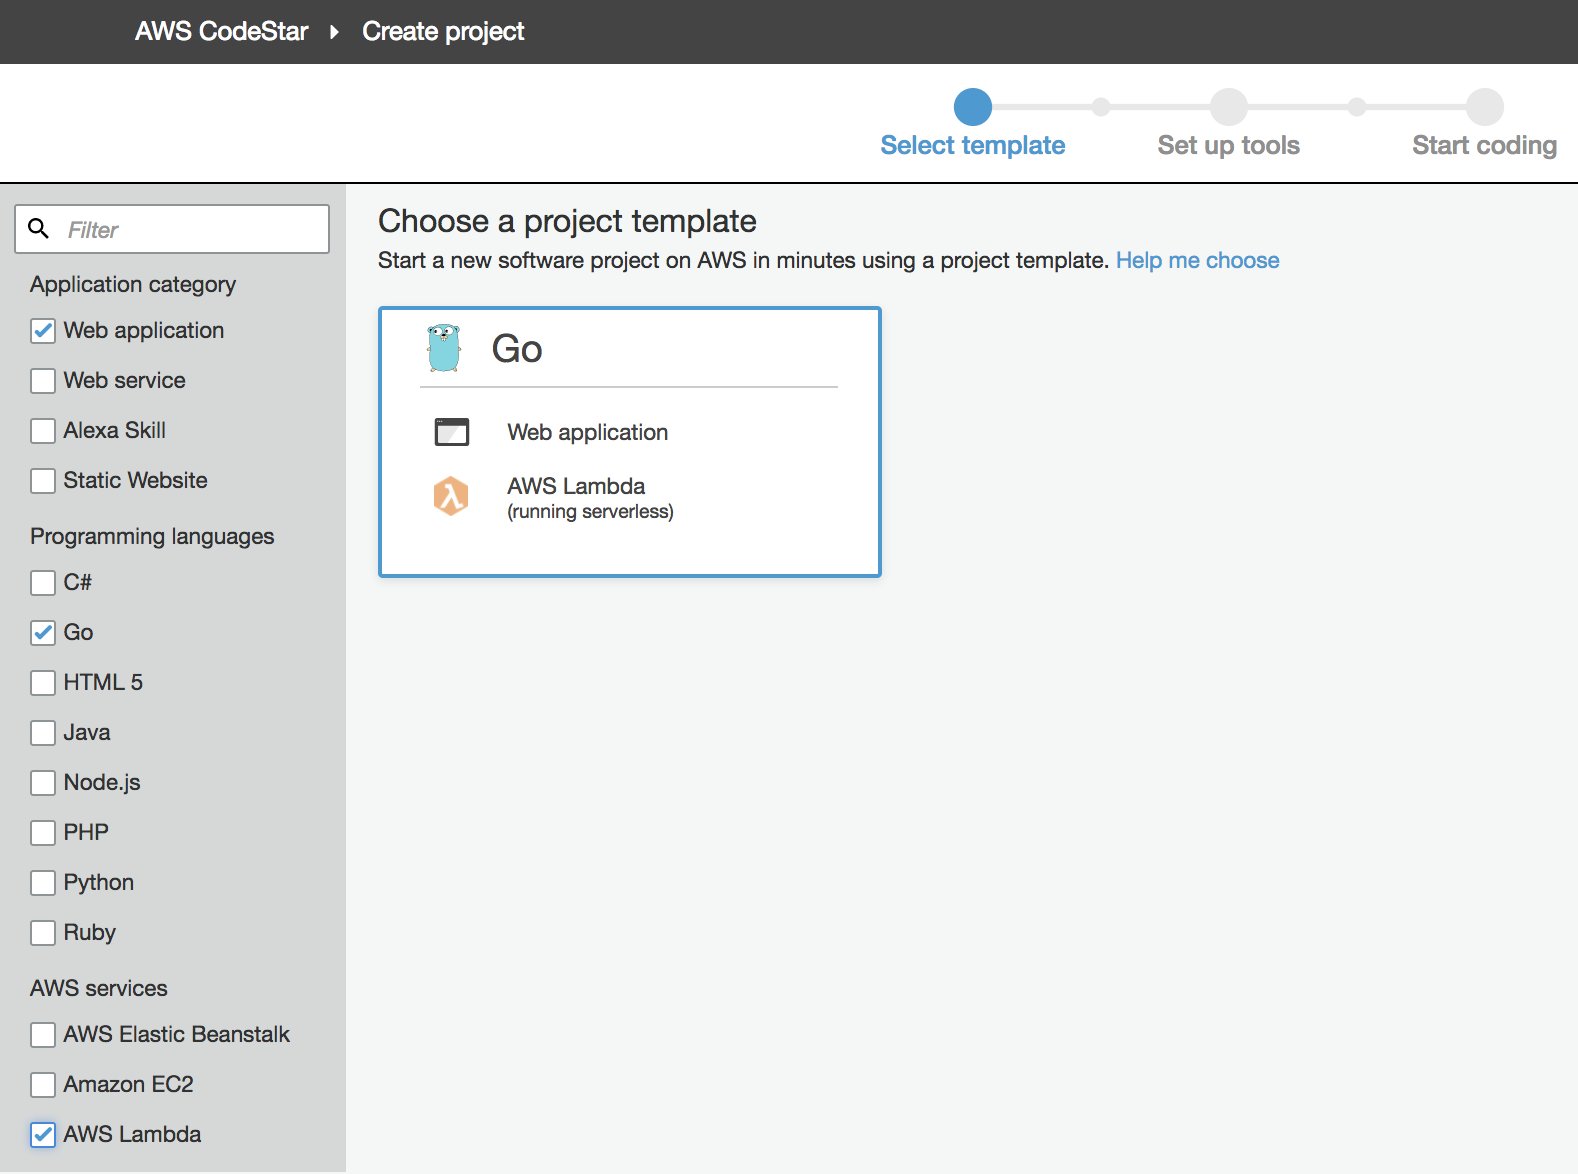 AWS CodeStar Create project
Select template Set up tools Start coding
Filter
Application category
Web application
Web service
Alexa Skill
Static Website
Programming languages
C#
Go
HTML 5
Java
Node.js
PHP
Python
Ruby
AWS services
AWS Elastic Beanstalk
Amazon EC2
AWS Lambda
Choose a project template
Start a new software project on AWS in minutes using a project template. Help me choose
Go
Web application
AWS Lambda
(running serverless)